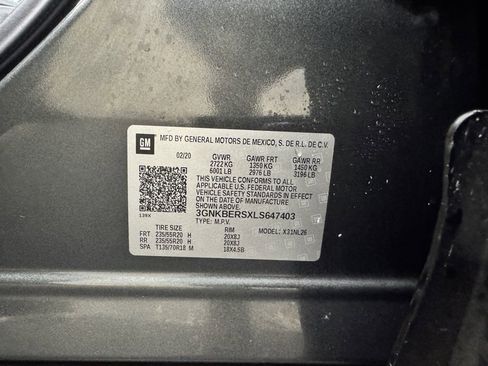 GM
MFD BY GENERAL MOTORS DE MEXICO, S. DE R.L. DE C.V.
02/20 GVWR GAWR FRT GAWR RR
2722 KG 1350 KG 1450 KG
6001 LB 2976 LB 3196 LB
THIS VEHICLE CONFORMS TO ALL
APPLICABLE U.S. FEDERAL MOTOR
VEHICLE SAFETY STANDARDS IN
EFFECT ON THE DATE OF
MANUFACTURE SHOWN ABOVE.
3GNKBERSXLS647403
TYPE: M.P.V. MODEL: X31NL26
139X
TIRE SIZE RIM
FRT 235/55R20 H 20X8J
RR 235/55R20 H 20X8J
SPA T135/70R18 M 18X4.5B